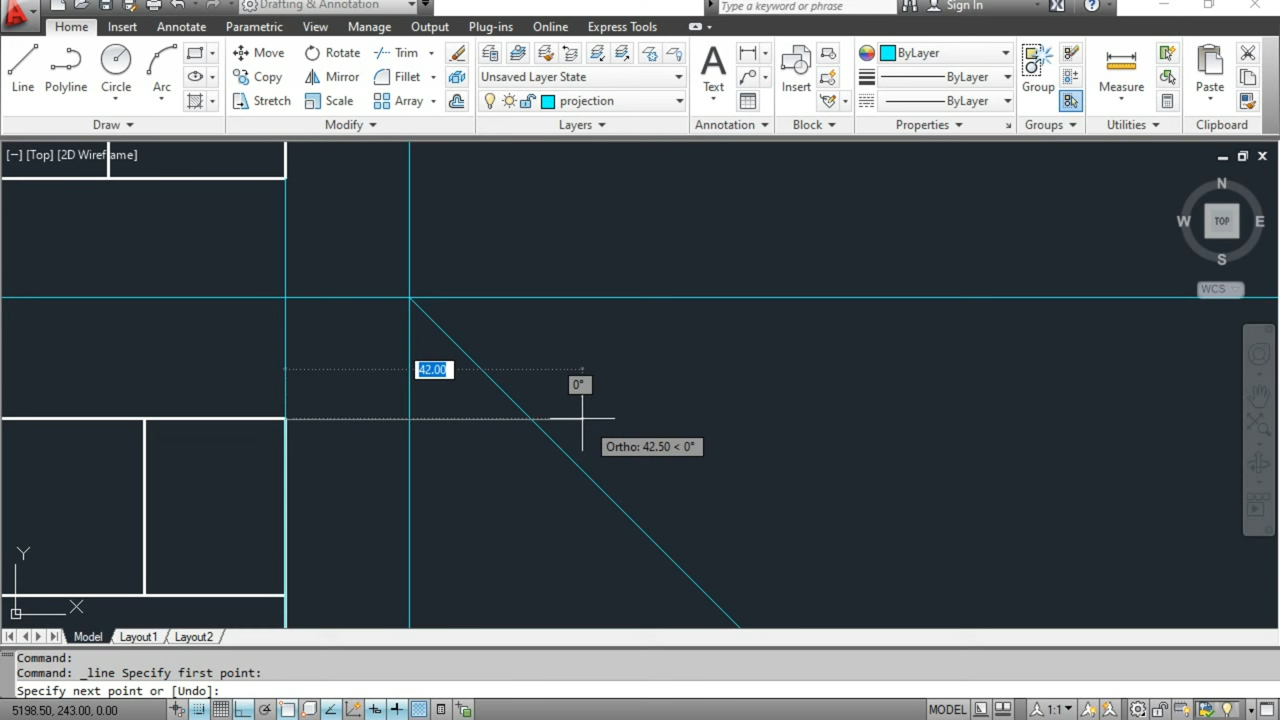 Drafting & Annotation
Type a keyword or phrase
Sign In
Home
Insert
Annotate
Parametric
View
Manage
Output
Plug-ins
Online
Express Tools
Line
Polyline
Circle
Arc
Move
Rotate
Trim
Copy
Mirror
Fillet
Stretch
Scale
Array
Unsaved Layer State
projection
Text
Insert
ByLayer
ByLayer
ByLayer
Group
Measure
Paste
Draw
Modify
Layers
Annotation
Block
Properties
Groups
Utilities
Clipboard
[−] [Top] [2D Wireframe]
N
W
TOP
E
S
WCS
42.00
0°
Ortho: 42.50 < 0°
Y
X
Model
Layout1
Layout2
Command:
Command: _line Specify first point:
Specify next point or [Undo]:
5198.50, 243.00, 0.00
MODEL
1:1